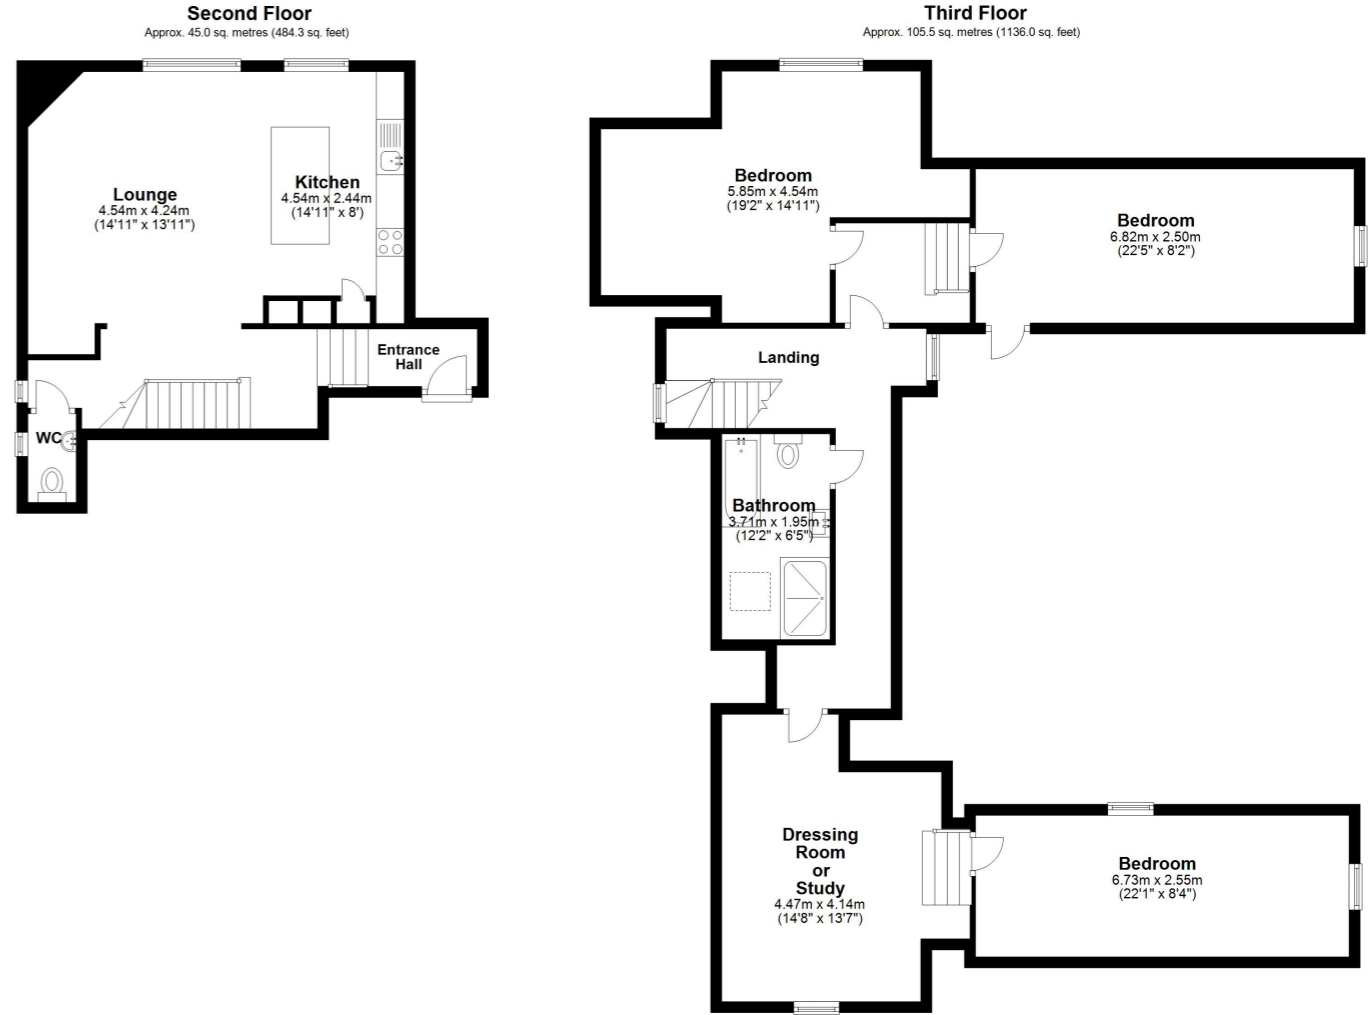 Second Floor
Approx. 45.0 sq. metres (484.3 sq. feet)
Lounge
4.54m x 4.24m
(14'11" x 13'11")
Kitchen
4.54m x 2.44m
(14'11" x 8')
Entrance
Hall
WC
Third Floor
Approx. 105.5 sq. metres (1136.0 sq. feet)
Bedroom
5.85m x 4.54m
(19'2" x 14'11")
Bedroom
6.82m x 2.50m
(22'5" x 8'2")
Landing
Bathroom
3.71m x 1.95m
(12'2" x 6'5")
Dressing
Room
or
Study
4.47m x 4.14m
(14'8" x 13'7")
Bedroom
6.73m x 2.55m
(22'1" x 8'4")